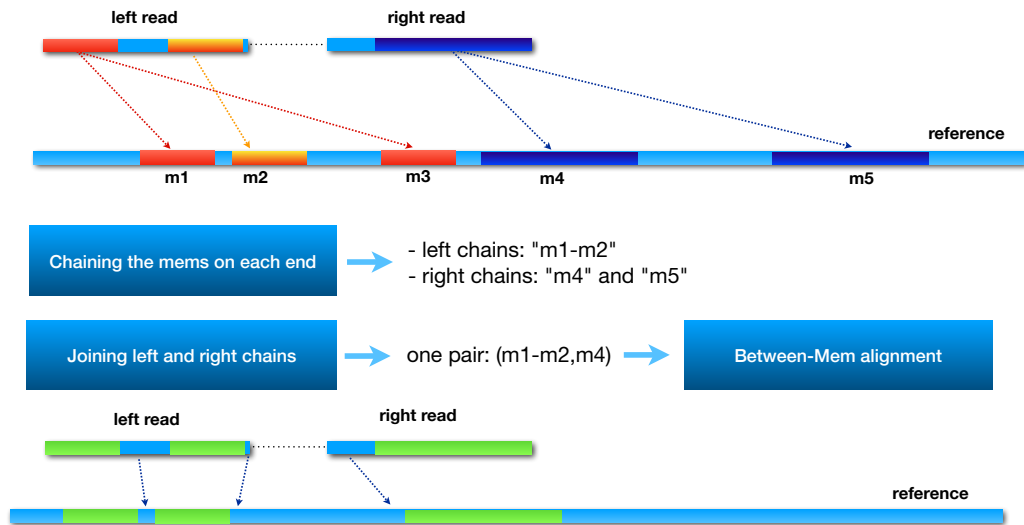 left read
right read
reference
m1
m2
m3
m4
m5
Chaining the mems on each end
- left chains: "m1-m2"
- right chains: "m4" and "m5"
Joining left and right chains
one pair: (m1-m2,m4)
Between-Mem alignment
left read
right read
reference